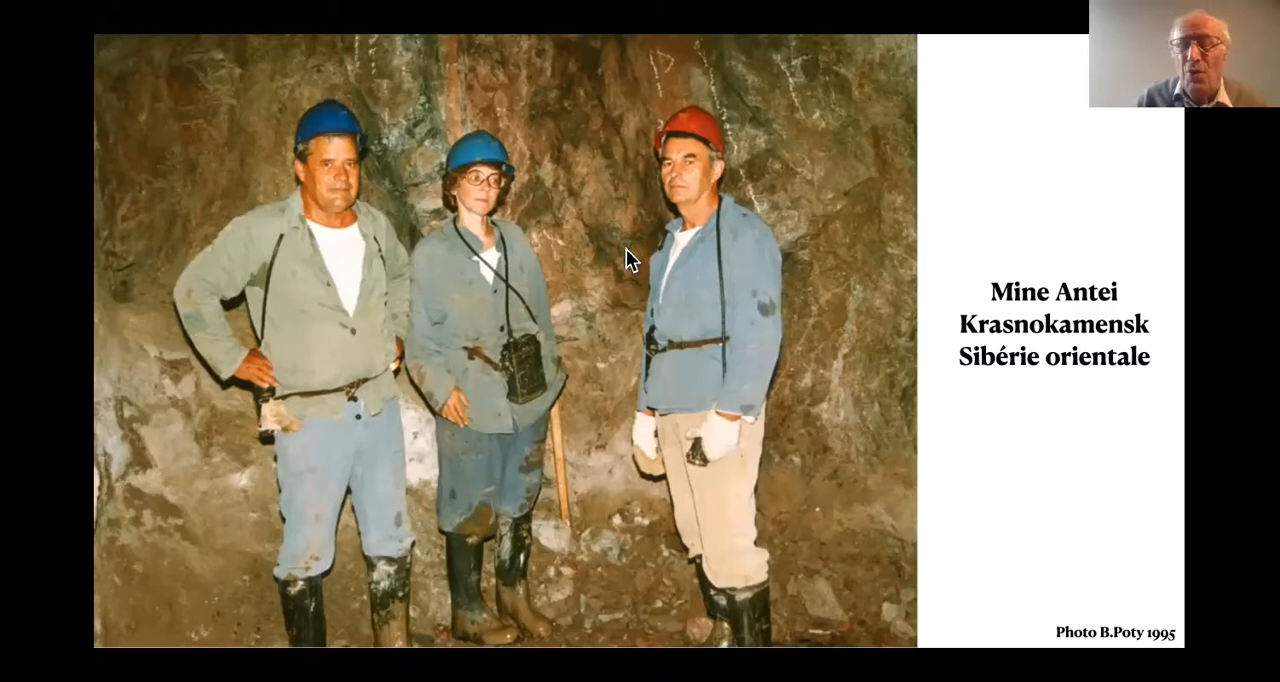 Mine Antei
Krasnokamensk
Sibérie orientale
Photo B.Poty 1995